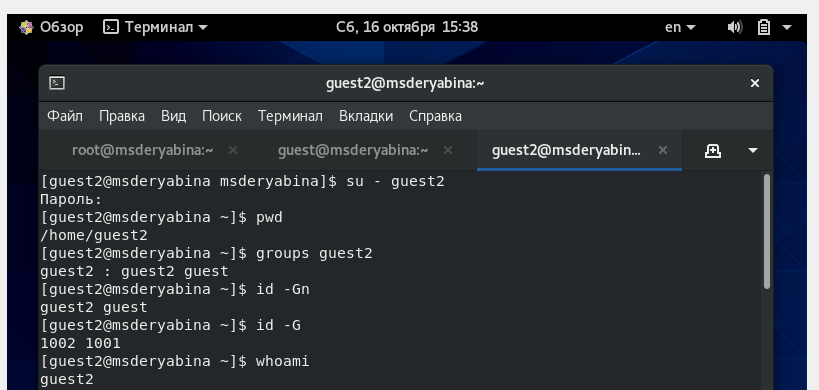 Обзор Терминал Сб, 16 октября 15:38 en
guest2@msderyabina:~
Файл Правка Вид Поиск Терминал Вкладки Справка
root@msderyabina:~ guest@msderyabina:~ guest2@msderyabin...
[guest2@msderyabina msderyabina]$ su - guest2
Пароль:
[guest2@msderyabina ~]$ pwd
/home/guest2
[guest2@msderyabina ~]$ groups guest2
guest2 : guest2 guest
[guest2@msderyabina ~]$ id -Gn
guest2 guest
[guest2@msderyabina ~]$ id -G
1002 1001
[guest2@msderyabina ~]$ whoami
guest2